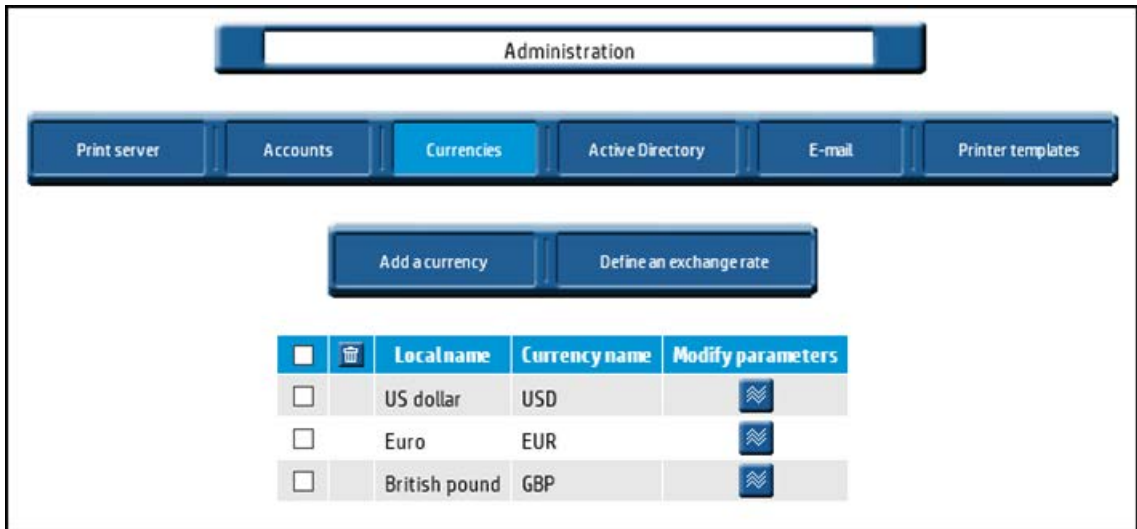 Administration
Print server Accounts Currencies Active Directory E-mail Printer templates
Add a currency Define an exchange rate
Local name Currency name Modify parameters
US dollar USD
Euro EUR
British pound GBP